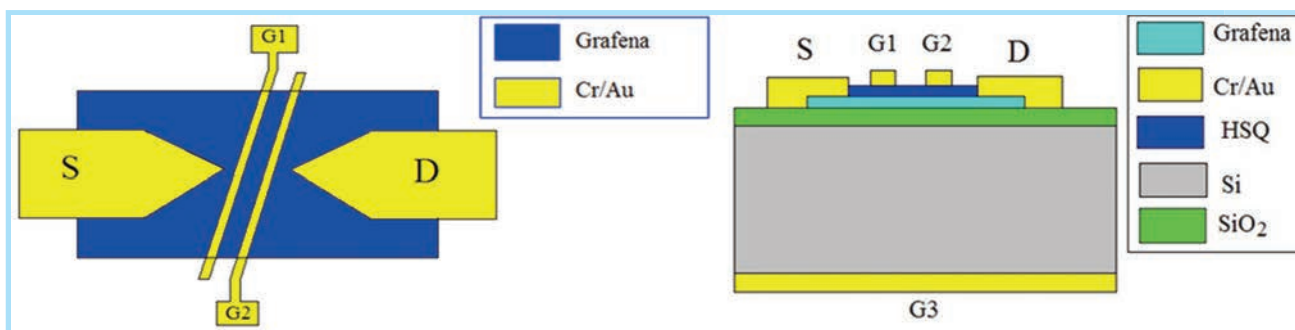 G1
S
D
G2
Grafena
Cr/Au
S
G1
G2
D
G3
Grafena
Cr/Au
HSQ
Si
SiO₂